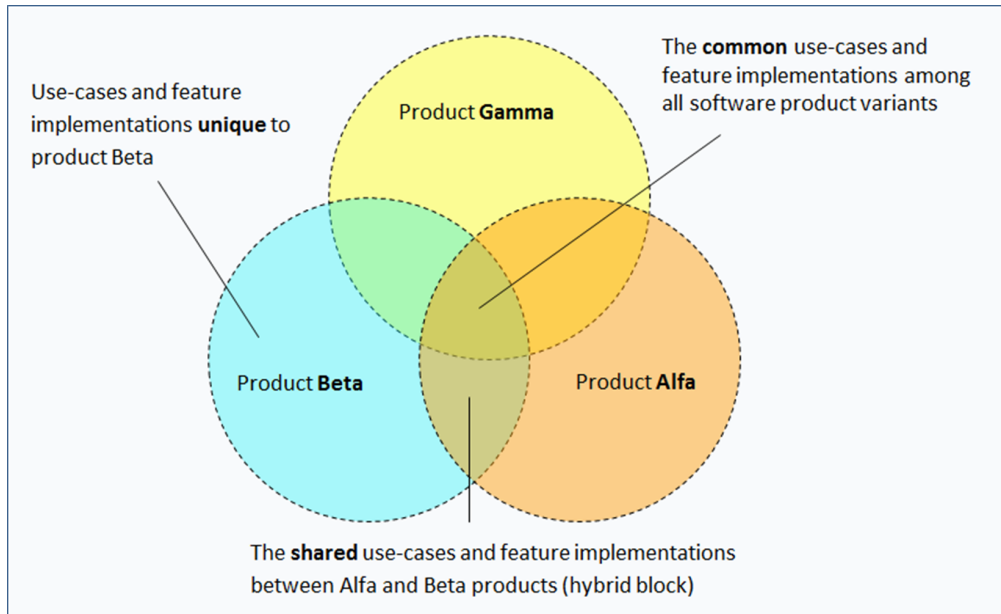 The common use-cases and
feature implementations among
all software product variants
Use-cases and feature
implementations unique to
product Beta
Product Gamma
Product Beta
Product Alfa
The shared use-cases and feature implementations
between Alfa and Beta products (hybrid block)